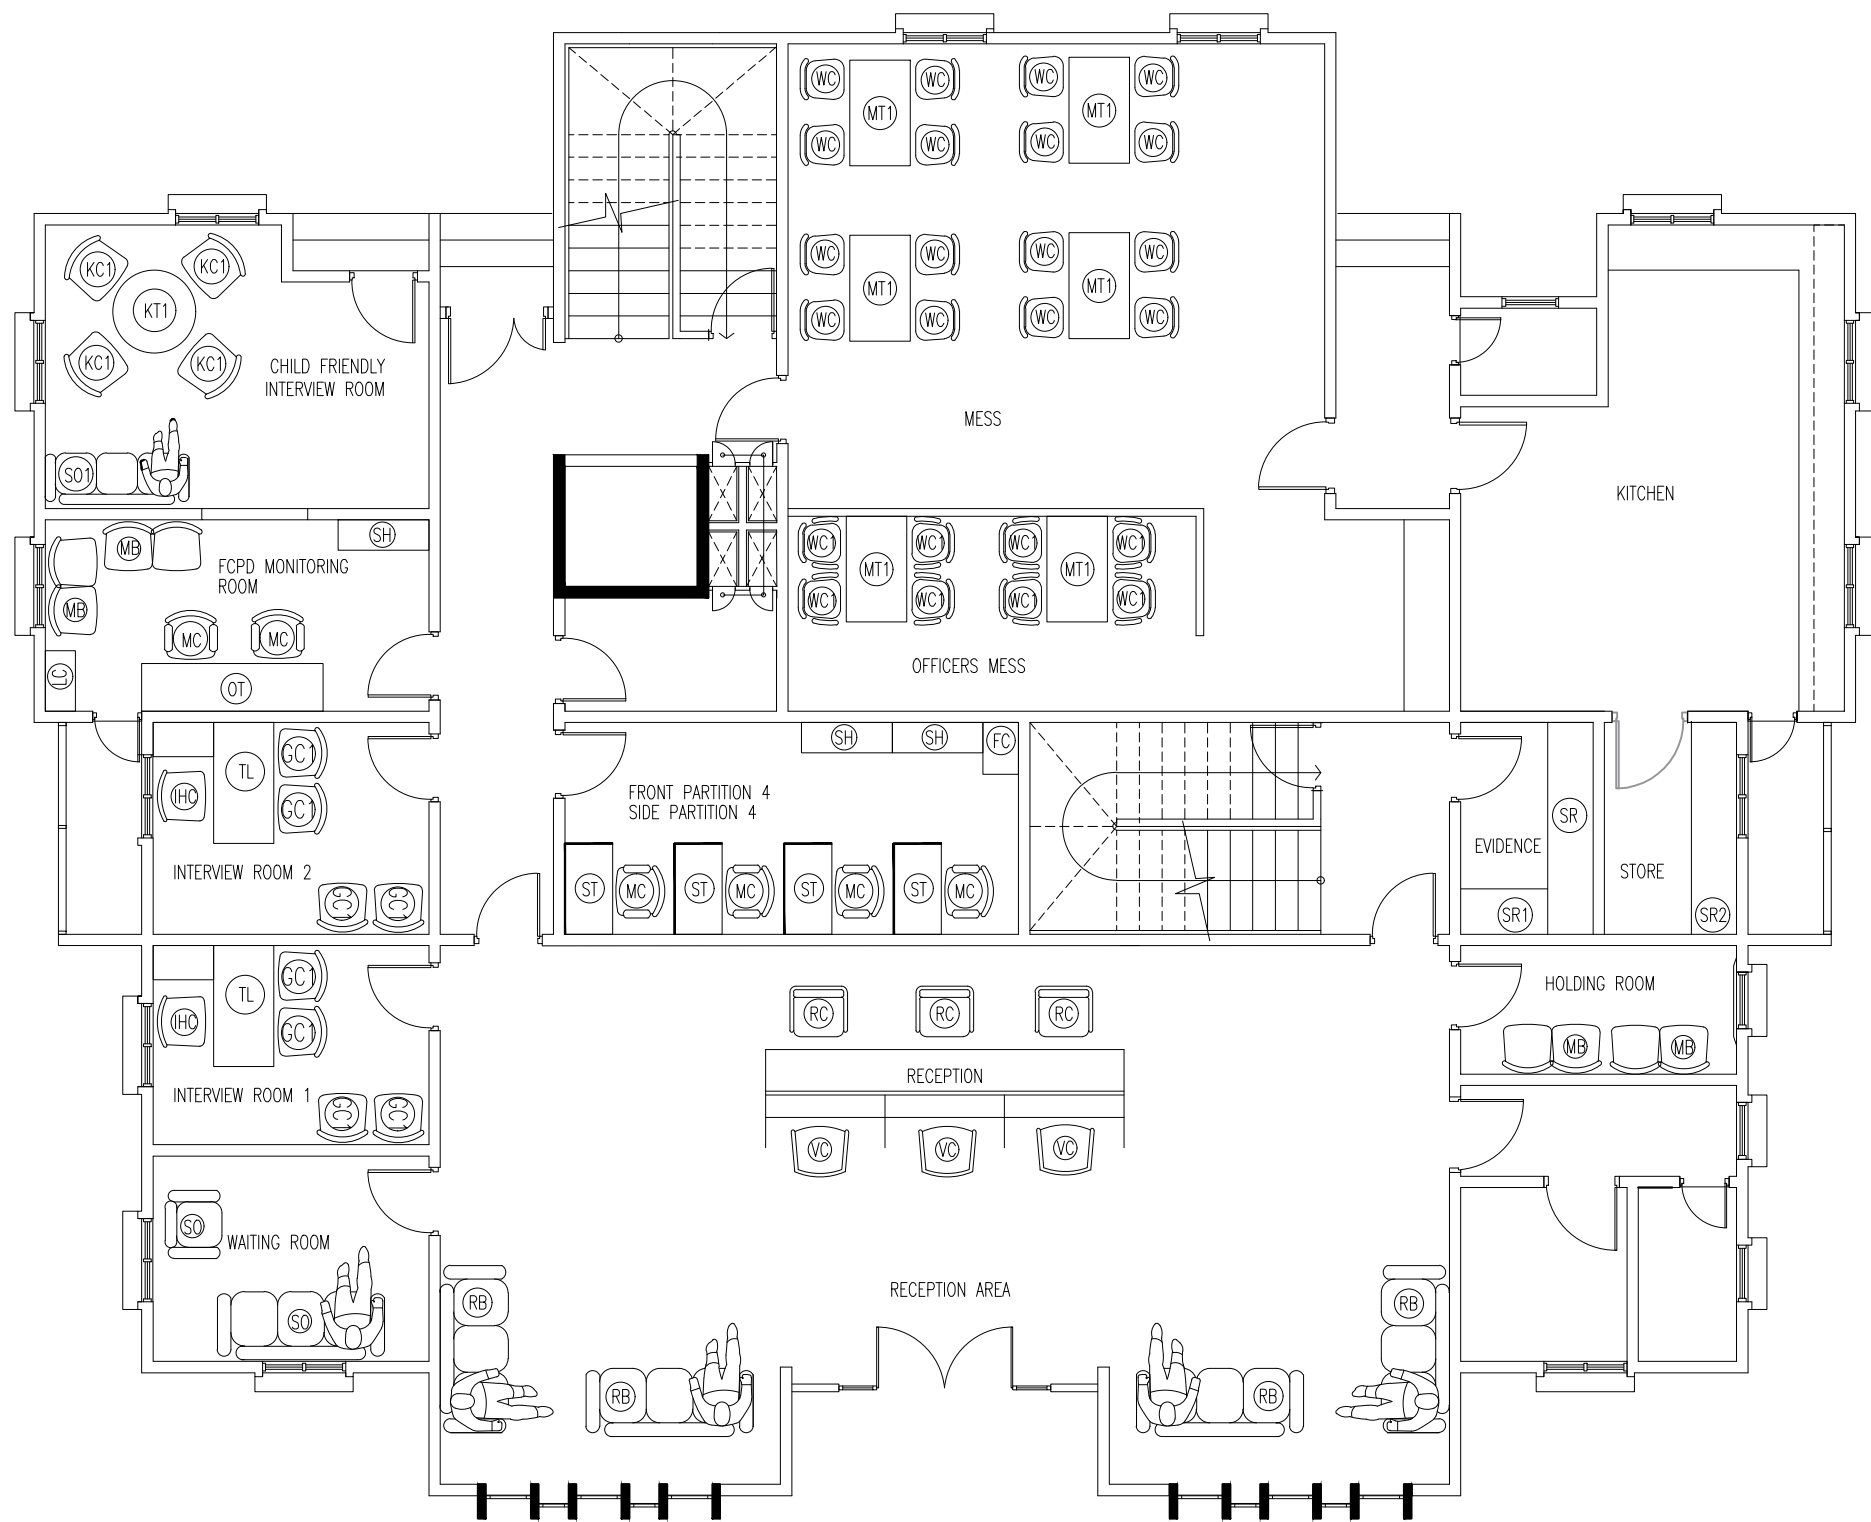 WC
WC
WC
WC
MT1
MT1
WC
WC
WC
WC
KC1
KC1
KT1
KC1
KC1
WC
WC
WC
WC
MT1
MT1
WC
WC
WC
WC
CHILD FRIENDLY
INTERVIEW ROOM
MESS
SO1
KITCHEN
SH
MB
MB
FCPD MONITORING
ROOM
MC
MC
LC
OT
WC1
WC1
WC1
WC1
MT1
MT1
WC1
WC1
WC1
WC1
OFFICERS MESS
GC1
TL
IHC
GC1
INTERVIEW ROOM 2
GC1
GC1
SH
SH
FC
FRONT PARTITION 4
SIDE PARTITION 4
ST
MC
ST
MC
ST
MC
ST
MC
SR
EVIDENCE
SR1
STORE
SR2
GC1
TL
IHC
GC1
INTERVIEW ROOM 1
GC1
GC1
RC
RC
RC
RECEPTION
VC
VC
VC
HOLDING ROOM
MB
MB
SO
WAITING ROOM
SO
RECEPTION AREA
RB
RB
RB
RB